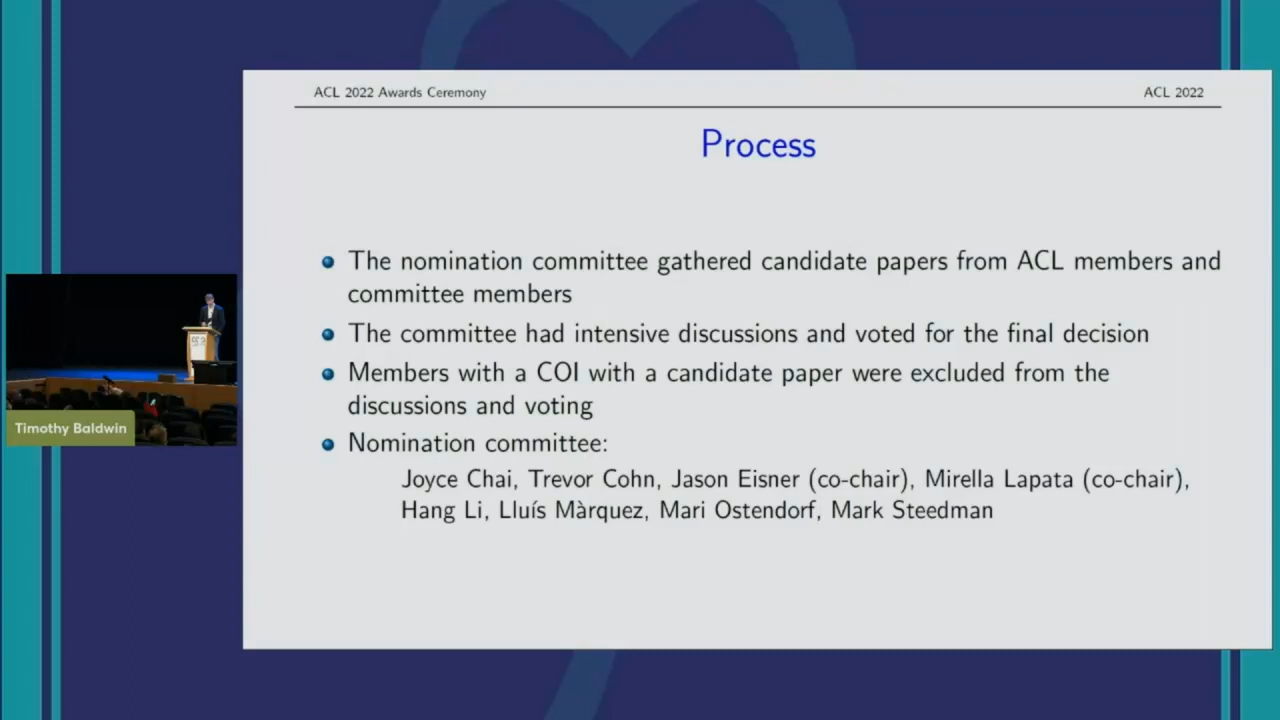 ACL 2022 Awards Ceremony
ACL 2022
Process
The nomination committee gathered candidate papers from ACL members and
committee members
The committee had intensive discussions and voted for the final decision
Members with a COI with a candidate paper were excluded from the
discussions and voting
Nomination committee:
Joyce Chai, Trevor Cohn, Jason Eisner (co-chair), Mirella Lapata (co-chair),
Hang Li, Lluís Màrquez, Mari Ostendorf, Mark Steedman
Timothy Baldwin